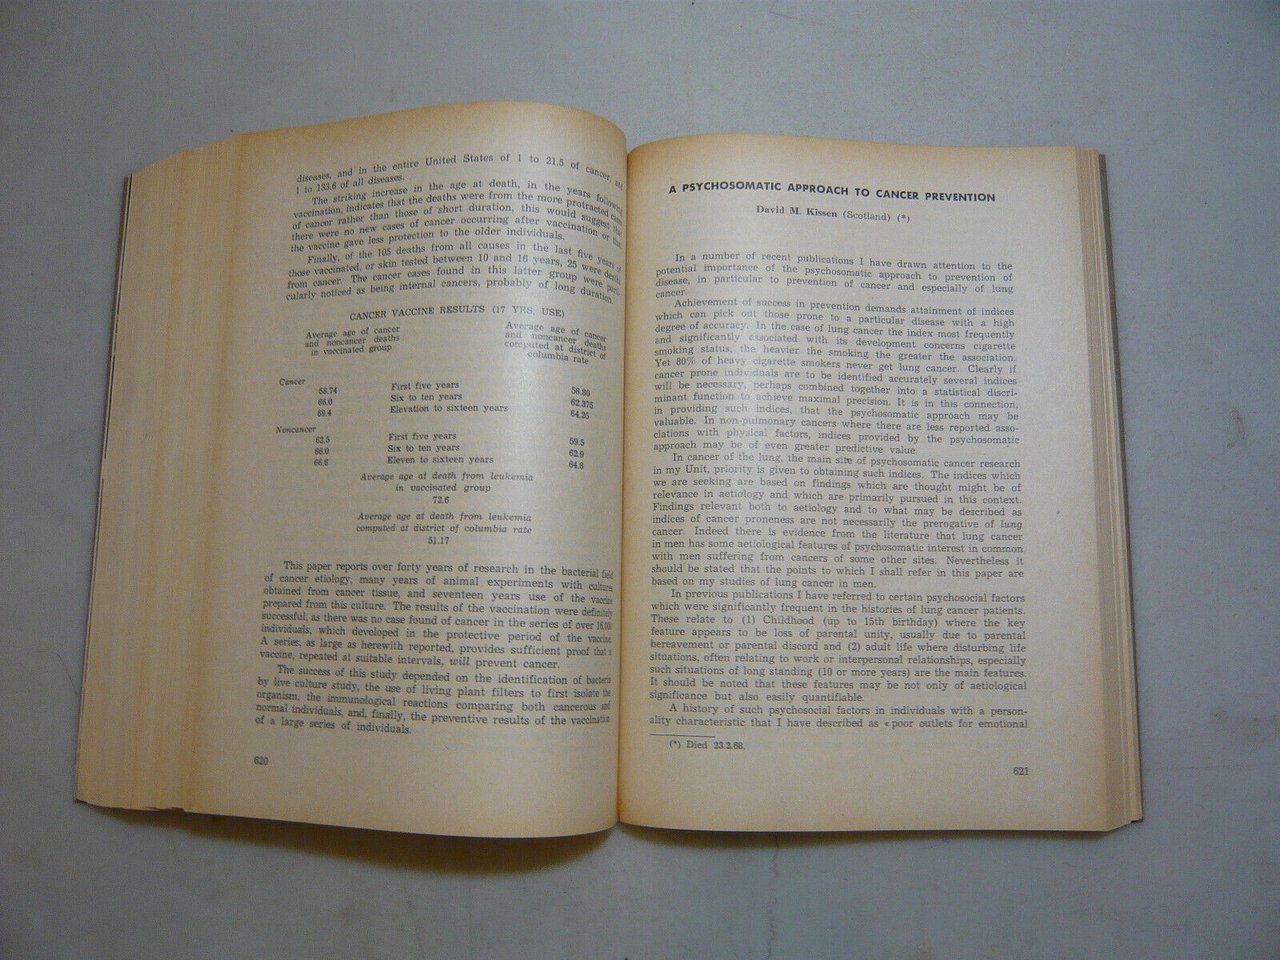 diseases, and in the entire United States of 1 to 21.5 of cancer, and
1 to 133.6 of all diseases.
The striking increase in the age at death, in the years following
vaccination, indicates that the deaths were from the more protracted cases
of cancer rather than those of short duration, this would suggest that
there were no new cases of cancer occurring after vaccination or that
the vaccine gave less protection to the older individuals.
Finally, of the 105 deaths from all causes in the last five years of
those vaccinated, or skin tested between 10 and 16 years, 25 were deaths
from cancer. The cancer cases found in this latter group were parti-
cularly noticed as being internal cancers, probably of long duration.
CANCER VACCINE RESULTS (17 YRS. USE)
Average age of cancer
and noncancer deaths
in vaccinated group
Average age of cancer
and noncancer deaths
computed at district of
columbia rate
Cancer
58.74 First five years 58.80
66.0 Six to ten years 62.375
69.4 Elevation to sixteen years 64.25
Noncancer
62.5 First five years 59.5
66.0 Six to ten years 62.9
66.6 Eleven to sixteen years 64.8
Average age at death from leukemia
in vaccinated group
72.6
Average age at death from leukemia
computed at district of columbia rate
51.17
This paper reports over forty years of research in the bacterial field
of cancer etiology, many years of animal experiments with cultures
obtained from cancer tissue, and seventeen years use of the vaccine
prepared from this culture. The results of the vaccination were definitely
successful, as there was no case found of cancer in the series of over 16,000
individuals, which developed in the protective period of the vaccine.
A series, as large as herewith reported, provides sufficient proof that a
vaccine, repeated at suitable intervals, will prevent cancer.
The success of this study depended on the identification of bacteria
by live culture study, the use of living plant filters to first isolate the
organism, the immunological reactions comparing both cancerous and
normal individuals, and, finally, the preventive results of the vaccination
of a large series of individuals.
620
A PSYCHOSOMATIC APPROACH TO CANCER PREVENTION
David M. Kissen (Scotland) (*)
In a number of recent publications I have drawn attention to the
potential importance of the psychosomatic approach to prevention of
disease, in particular to prevention of cancer and especially of lung
cancer.
Achievement of success in prevention demands attainment of indices
which can pick out those prone to a particular disease with a high
degree of accuracy. In the case of lung cancer the index most frequently
and significantly associated with its development concerns cigarette
smoking status, the heavier the smoking the greater the association.
Yet 80% of heavy cigarette smokers never get lung cancer. Clearly if
cancer prone individuals are to be identified accurately several indices
will be necessary, perhaps combined together into a statistical discri-
minant function to achieve maximal precision. It is in this connection,
in providing such indices, that the psychosomatic approach may be
valuable. In non-pulmonary cancers where there are less reported asso-
ciations with physical factors, indices provided by the psychosomatic
approach may be of even greater predictive value.
In cancer of the lung, the main site of psychosomatic cancer research
in my Unit, priority is given to obtaining such indices. The indices which
we are seeking are based on findings which are thought might be of
relevance in aetiology and which are primarily pursued in this context.
Findings relevant both to aetiology and to what may be described as
indices of cancer proneness are not necessarily the prerogative of lung
cancer. Indeed there is evidence from the literature that lung cancer
in men has some aetiological features of psychosomatic interest in common
with men suffering from cancers of some other sites. Nevertheless it
should be stated that the points to which I shall refer in this paper are
based on my studies of lung cancer in men.
In previous publications I have referred to certain psychosocial factors
which were significantly frequent in the histories of lung cancer patients.
These relate to (1) Childhood (up to 15th birthday) where the key
feature appears to be loss of parental unity, usually due to parental
bereavement or parental discord and (2) adult life where disturbing life
situations, often relating to work or interpersonal relationships, especially
such situations of long standing (10 or more years) are the main features.
It should be noted that these features may be not only of aetiological
significance but also easily quantifiable.
A history of such psychosocial factors in individuals with a person-
ality characteristic that I have described as « poor outlets for emotional
(*) Died 23.2.68.
621